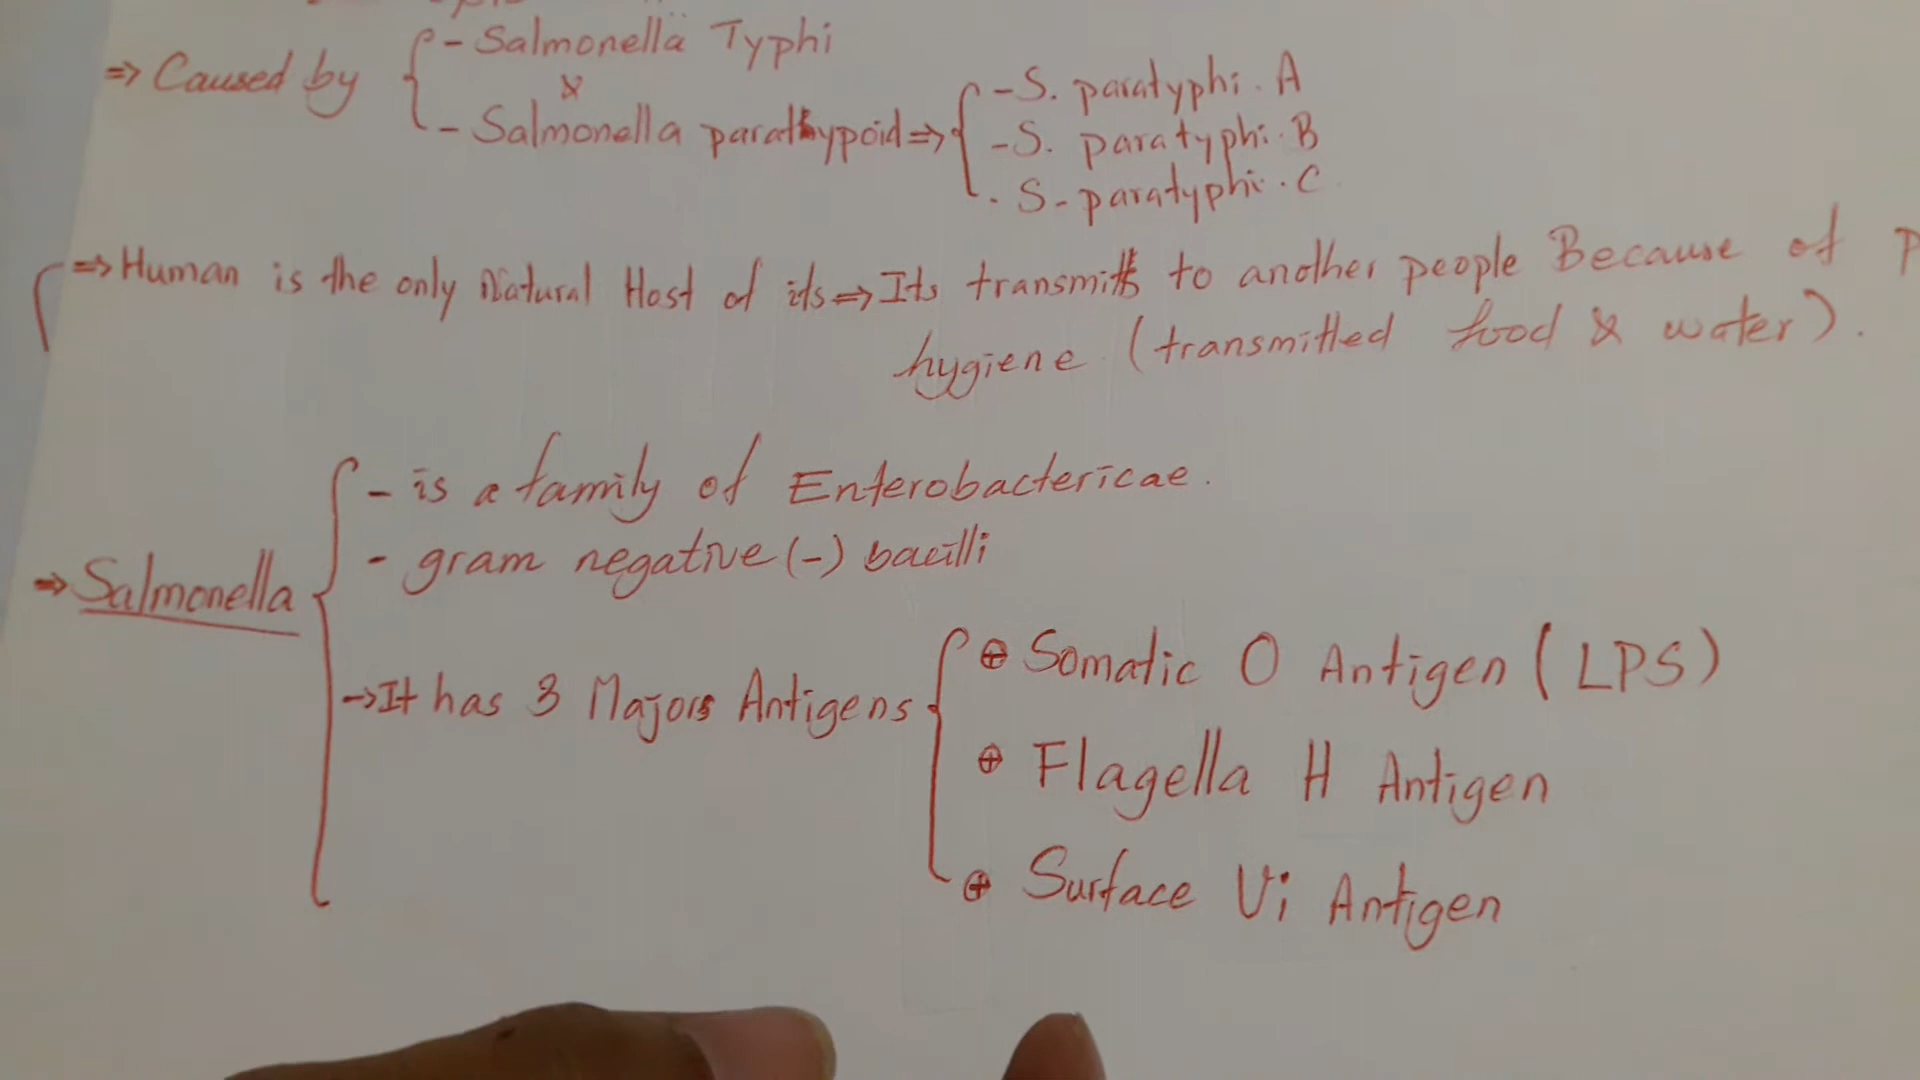 ⇒ Caused by { - Salmonella Typhi
&
- Salmonella parathypoid ⇒ { - S. paratyphi. A
- S. paratyphi. B
. S - paratyphi. C
⇒ Human is the only Natural Host of its ⇒ Its transmitts to another people Because of P
hygiene (transmitted food & water).
⇒ Salmonella {
- is a family of Enterobactericae.
- gram negative (-) bacilli
→ It has 3 Majors Antigens {
⊕ Somatic O Antigen (LPS)
⊕ Flagella H Antigen
⊕ Surface Vi Antigen